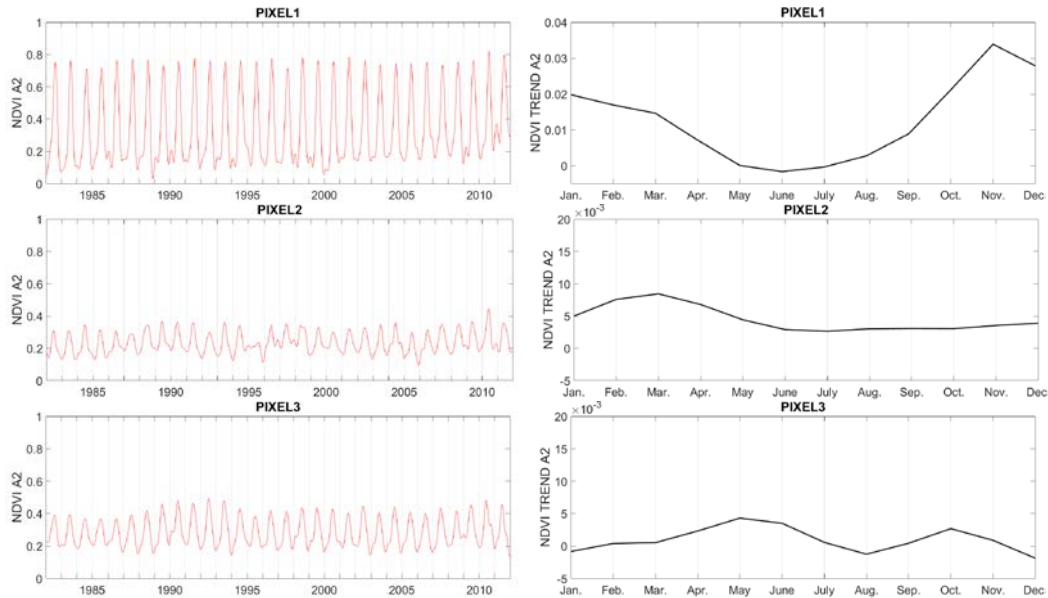 PIXEL1
NDVI A2
1
0.8
0.6
0.4
0.2
0
1985 1990 1995 2000 2005 2010
PIXEL1
NDVI TREND A2
0.04
0.03
0.02
0.01
0
Jan. Feb. Mar. Apr. May June July Aug. Sep. Oct. Nov. Dec.
PIXEL2
NDVI A2
1
0.8
0.6
0.4
0.2
0
1985 1990 1995 2000 2005 2010
PIXEL2
×10-3
NDVI TREND A2
20
15
10
5
0
-5
Jan. Feb. Mar. Apr. May June July Aug. Sep. Oct. Nov. Dec
PIXEL3
NDVI A2
1
0.8
0.6
0.4
0.2
0
1985 1990 1995 2000 2005 2010
PIXEL3
×10-3
NDVI TREND A2
20
15
10
5
0
-5
Jan. Feb. Mar. Apr. May June July Aug. Sep. Oct. Nov. Dec.